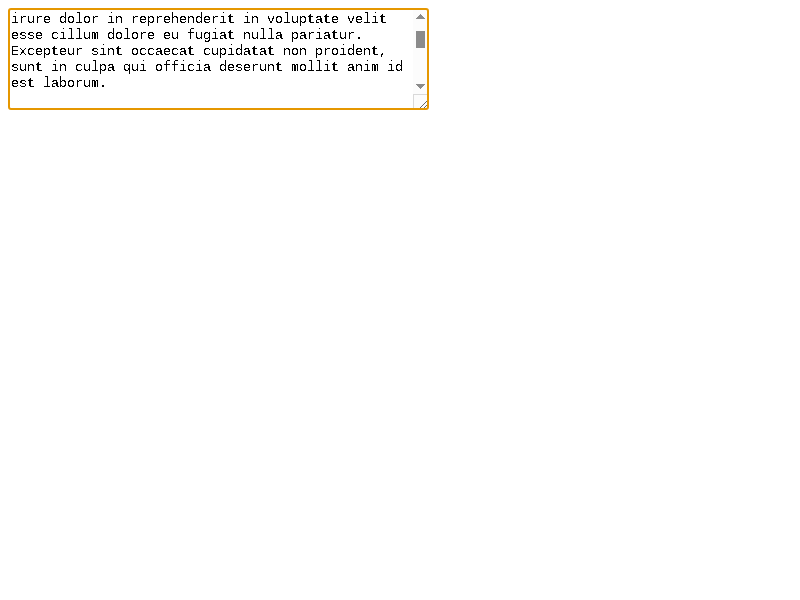 irure dolor in reprehenderit in voluptate velit
esse cillum dolore eu fugiat nulla pariatur.
Excepteur sint occaecat cupidatat non proident,
sunt in culpa qui officia deserunt mollit anim id
est laborum.